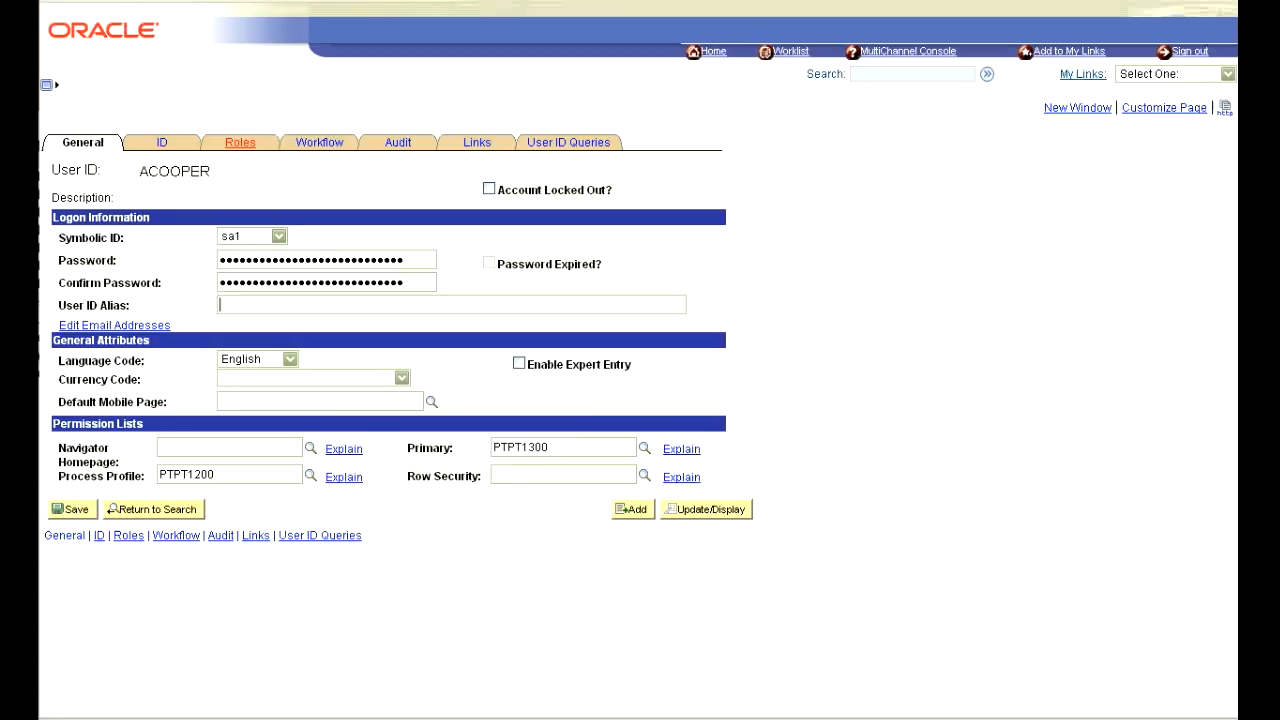 ORACLE
Home Worklist MultiChannel Console Add to My Links Sign out
Search: My Links: Select One:
New Window | Customize Page | http
General ID Roles Workflow Audit Links User ID Queries
User ID: ACOOPER
Account Locked Out?
Description:
Logon Information
Symbolic ID: sa1
Password: ••••••••••••••••••••••••••••
Password Expired?
Confirm Password: ••••••••••••••••••••••••••••
User ID Alias:
Edit Email Addresses
General Attributes
Language Code: English
Enable Expert Entry
Currency Code:
Default Mobile Page:
Permission Lists
Navigator Homepage: Explain Primary: PTPT1300 Explain
Process Profile: PTPT1200 Explain Row Security: Explain
Save Return to Search Add Update/Display
General | ID | Roles | Workflow | Audit | Links | User ID Queries